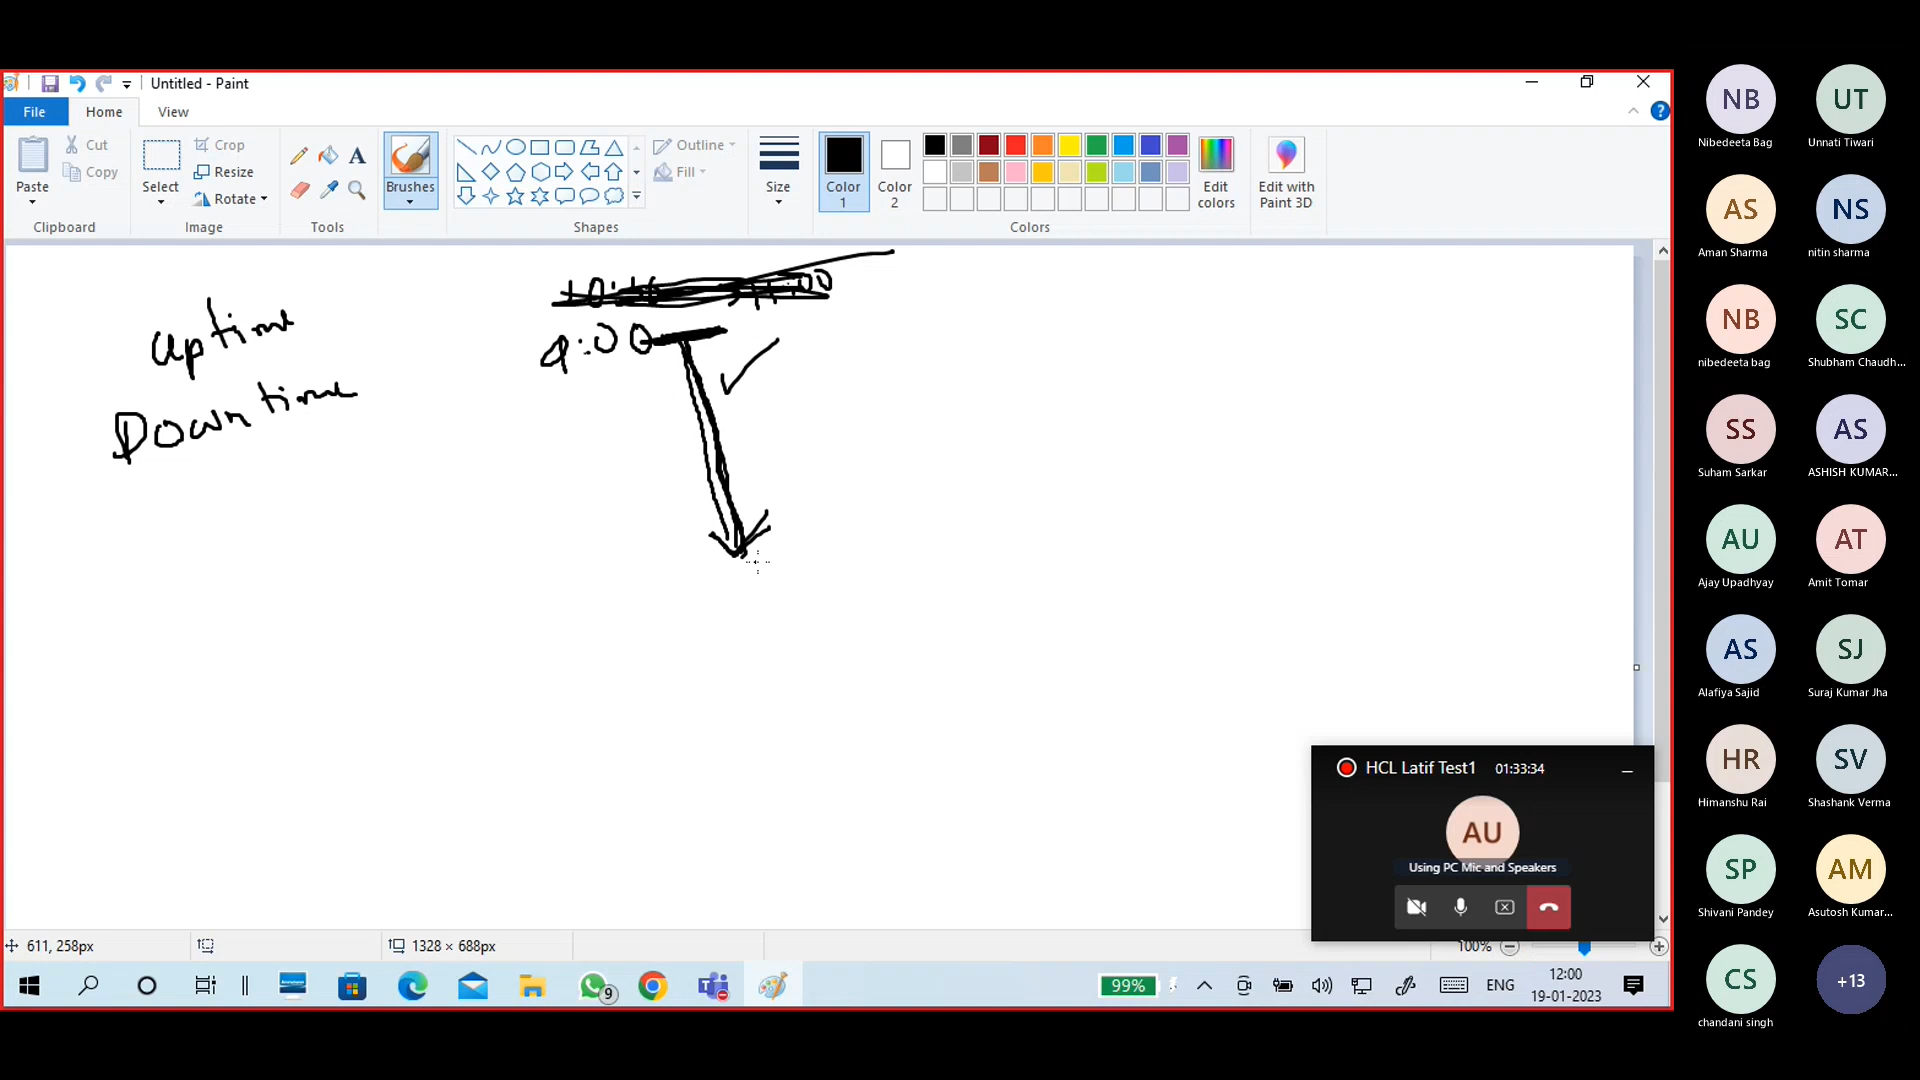 Untitled - Paint
File Home View
Paste
Cut
Copy
Clipboard
Select
Crop
Resize
Rotate
Image
A
Tools
Brushes
Shapes
Outline
Fill
Size
Color 1
Color 2
Edit colors
Edit with Paint 3D
Colors
uptime
Downtime
11:00
4:00
HCL Latif Test1 01:33:34
AU
Using PC Mic and Speakers
611, 258px
1328 × 688px
100%
9
99%
ENG
12:00
19-01-2023
NB UT
Nibedeeta Bag Unnati Tiwari
AS NS
Aman Sharma nitin sharma
NB SC
nibedeeta bag Shubham Chaudh...
SS AS
Suham Sarkar ASHISH KUMAR...
AU AT
Ajay Upadhyay Amit Tomar
AS SJ
Alafiya Sajid Suraj Kumar Jha
HR SV
Himanshu Rai Shashank Verma
SP AM
Shivani Pandey Asutosh Kumar...
CS +13
chandani singh